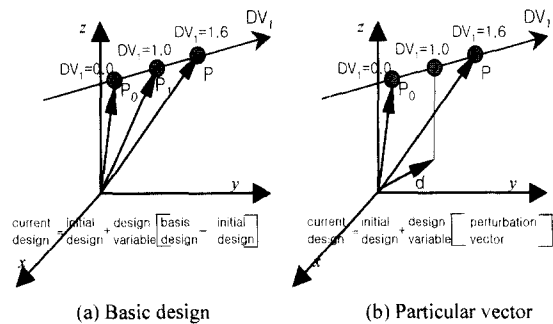 z
DV₁
DV₁=1.6
DV₁=1.0
DV₁=0.0
P₀
P₁
P
y
x
current design = initial design + design variable [basis design - initial design]
(a) Basic design
z
DV₁
DV₁=1.6
DV₁=1.0
DV₁=0.0
P₀
P
d
y
x
current design = initial design + design variable [perturbation vector]
(b) Particular vector